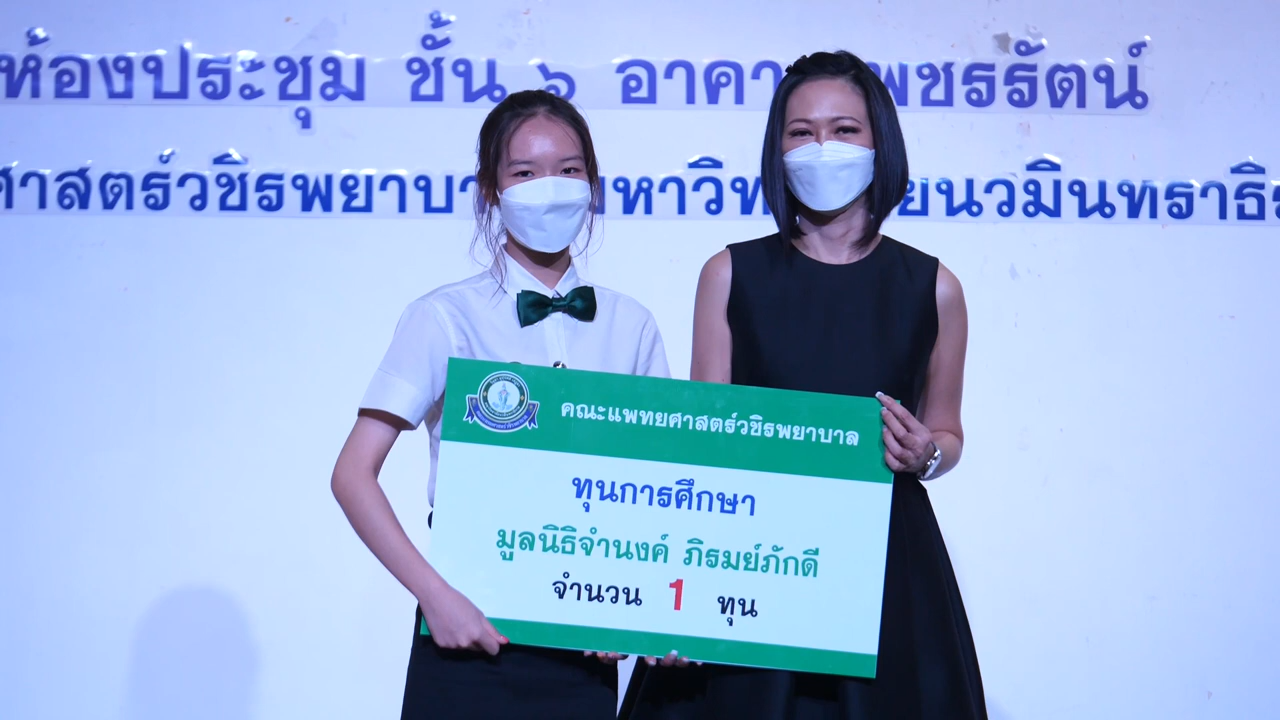 ห้องประชุม ชั้น ๖ อาคา เพชรรัตน์
ศาสตร์วชิรพยาบา มหาวิท ยนวมินทราธิ
คณะแพทยศาสตร์วชิรพยาบาล
ทุนการศึกษา
มูลนิธิจำนงค์ ภิรมย์ภักดี
จำนวน 1 ทุน